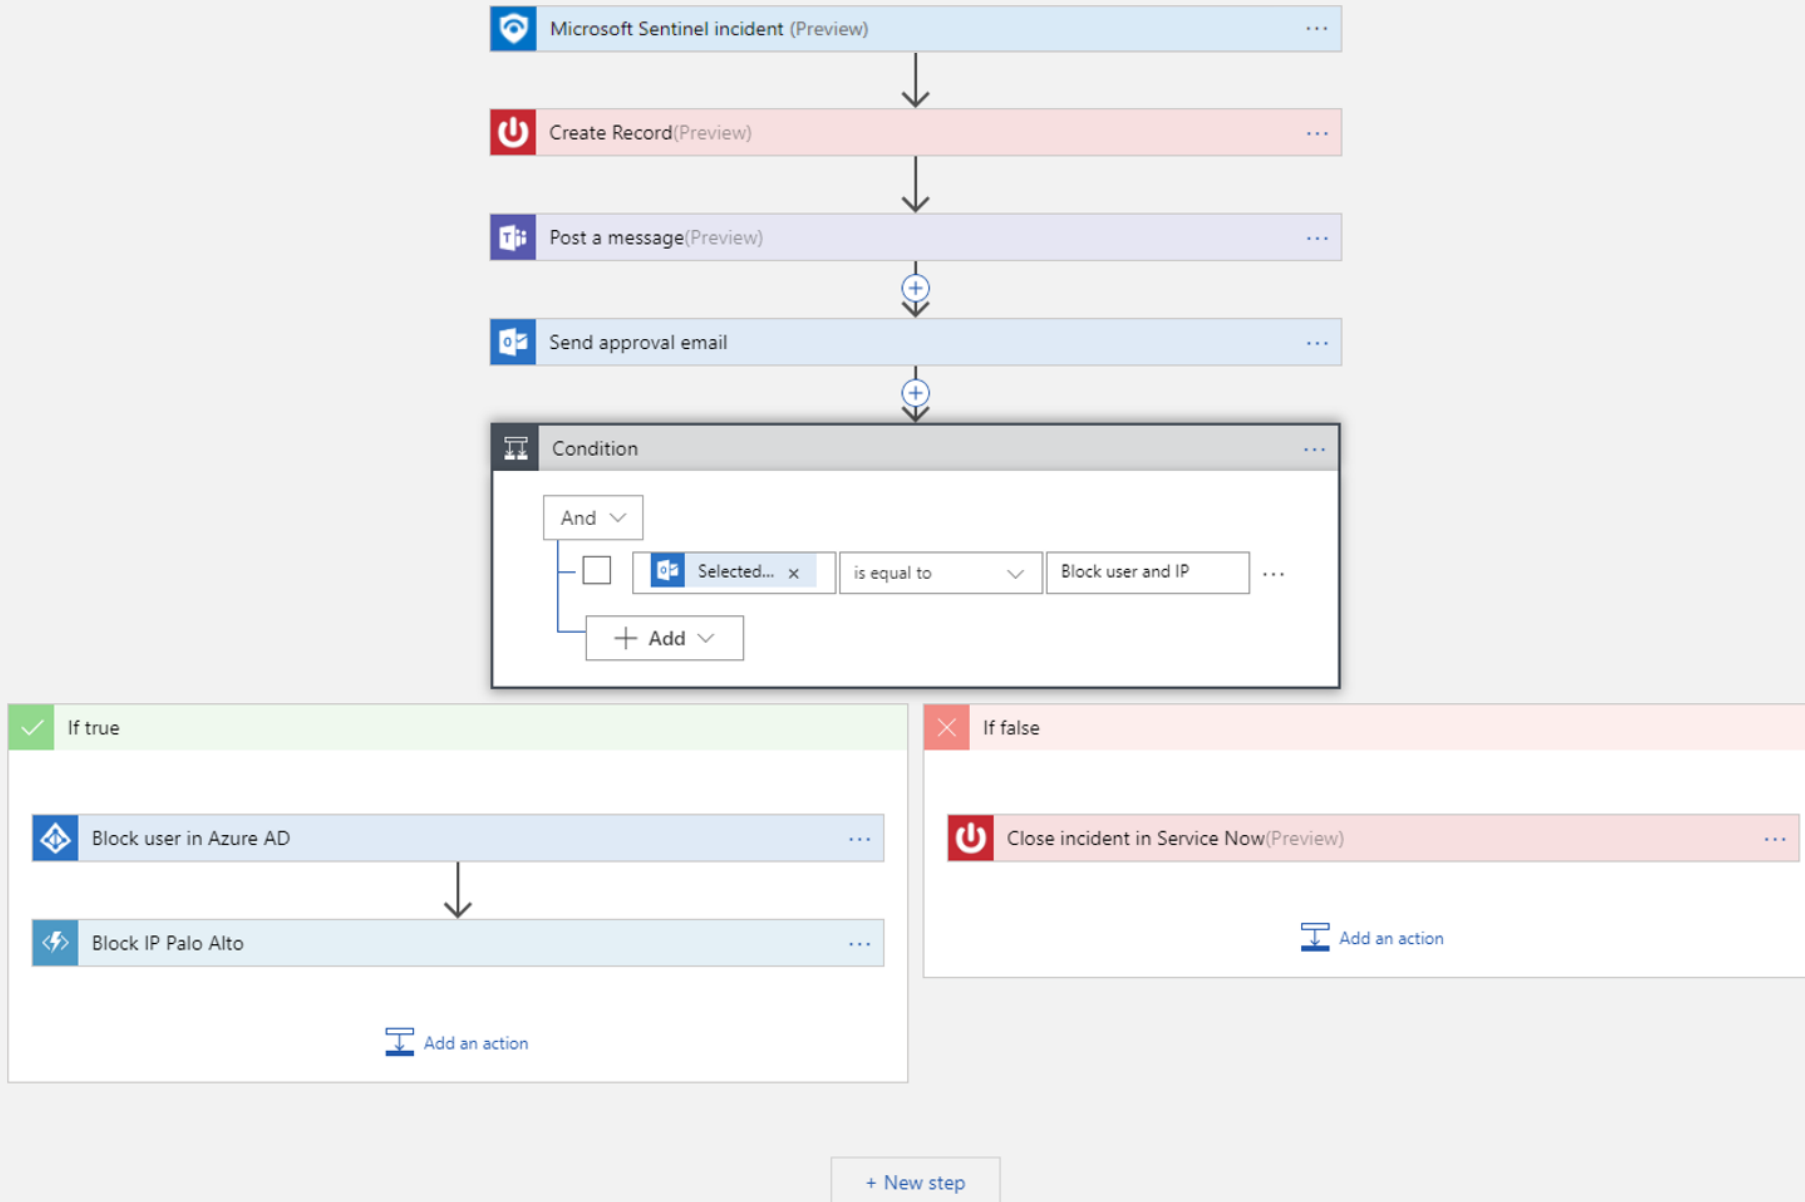 Microsoft Sentinel incident (Preview)
Create Record(Preview)
Post a message(Preview)
Send approval email
Condition
And
Selected... × is equal to Block user and IP
+ Add
If true
If false
Block user in Azure AD
Close incident in Service Now(Preview)
Block IP Palo Alto
Add an action
Add an action
+ New step